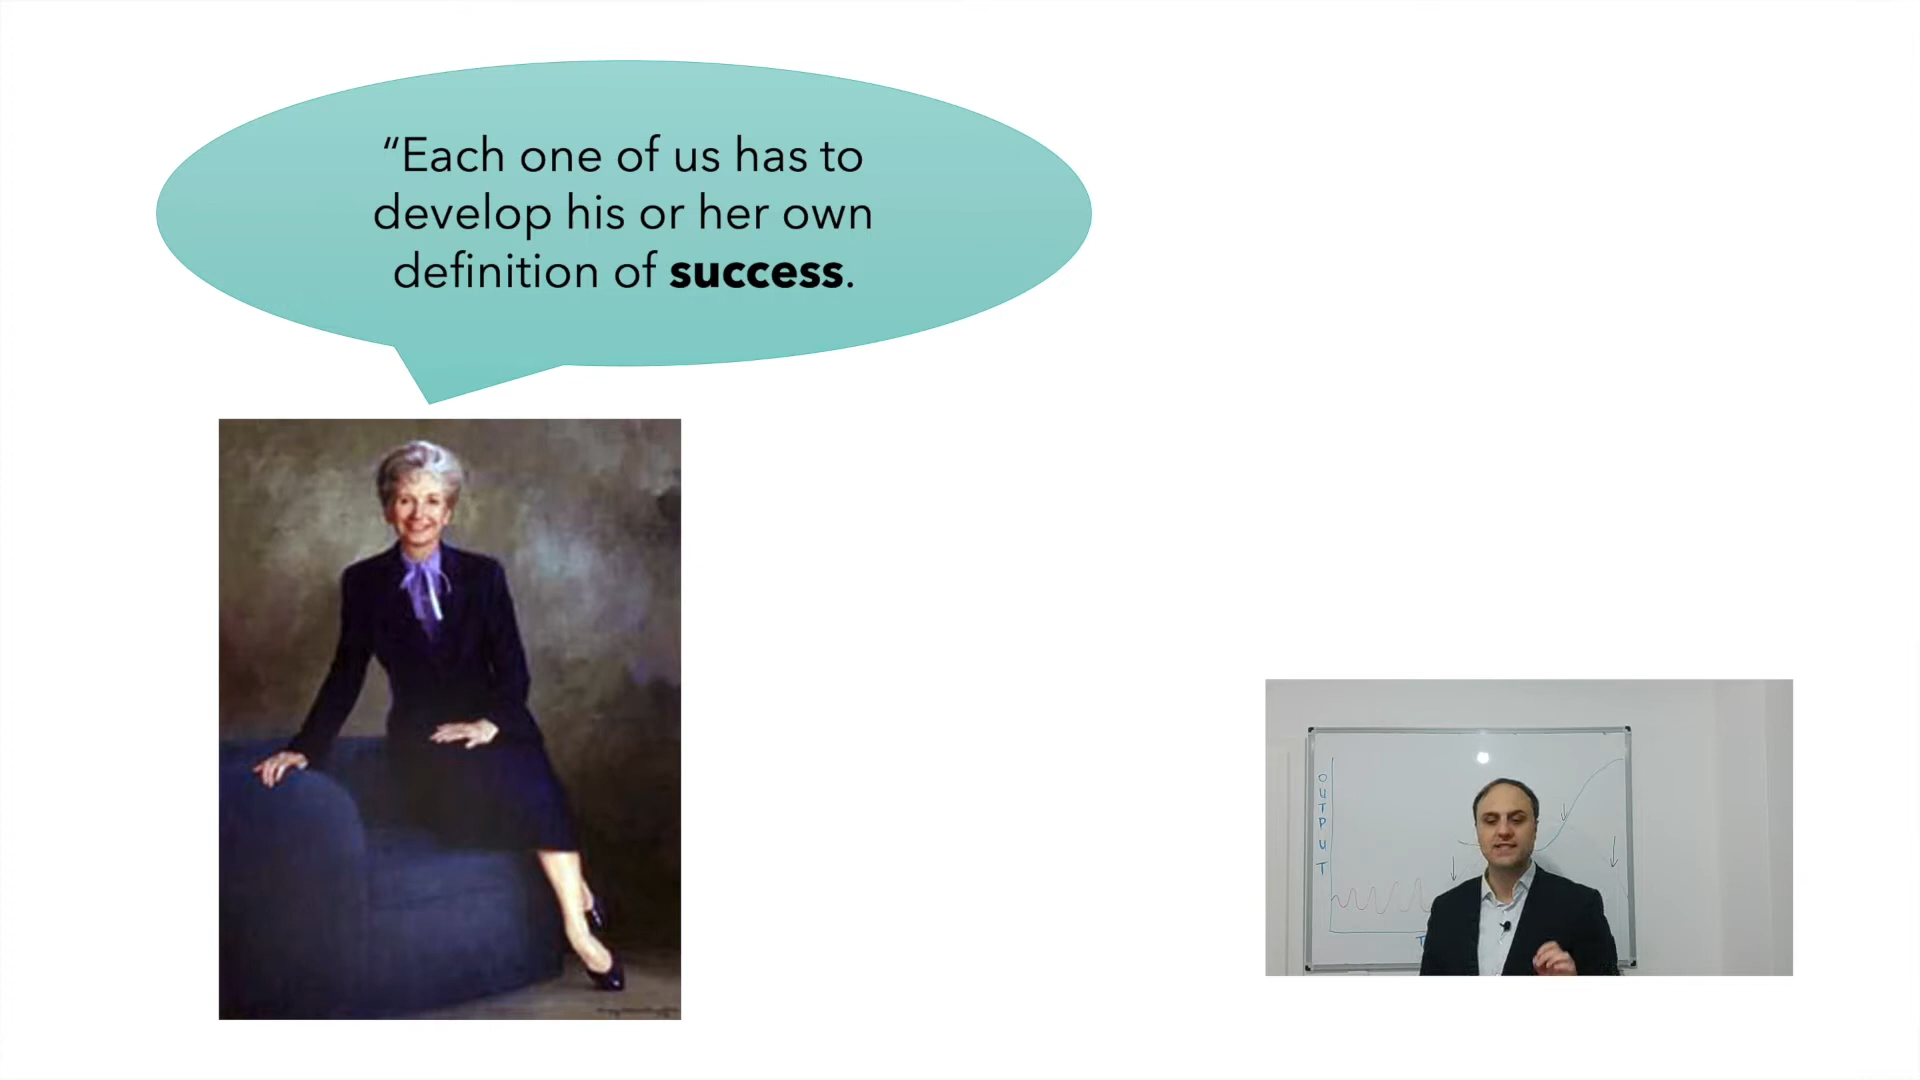 “Each one of us has to
develop his or her own
definition of success.
OUTPUT
T